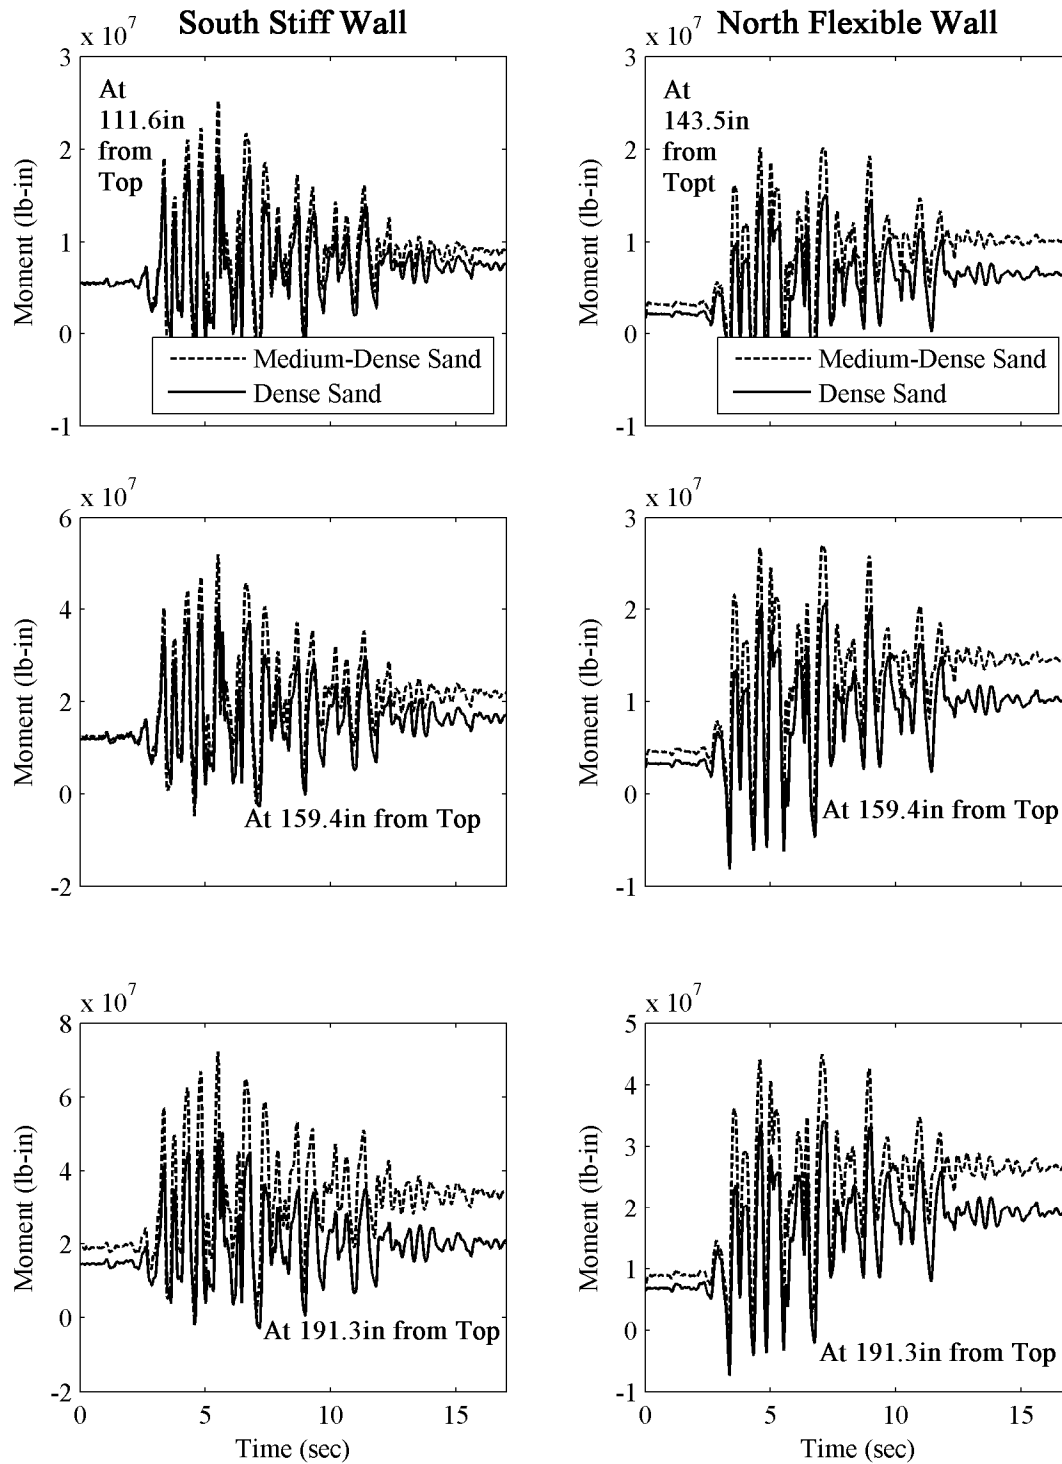 South Stiff Wall
x 10^7
3
2
1
0
-1
Moment (lb-in)
At
111.6in
from
Top
Medium-Dense Sand
Dense Sand
North Flexible Wall
x 10^7
3
2
1
0
-1
Moment (lb-in)
At
143.5in
from
Topt
Medium-Dense Sand
Dense Sand
x 10^7
6
4
2
0
-2
Moment (lb-in)
At 159.4in from Top
x 10^7
3
2
1
0
-1
Moment (lb-in)
At 159.4in from Top
x 10^7
8
6
4
2
0
-2
Moment (lb-in)
At 191.3in from Top
0 5 10 15
Time (sec)
x 10^7
5
4
3
2
1
0
-1
Moment (lb-in)
At 191.3in from Top
0 5 10 15
Time (sec)